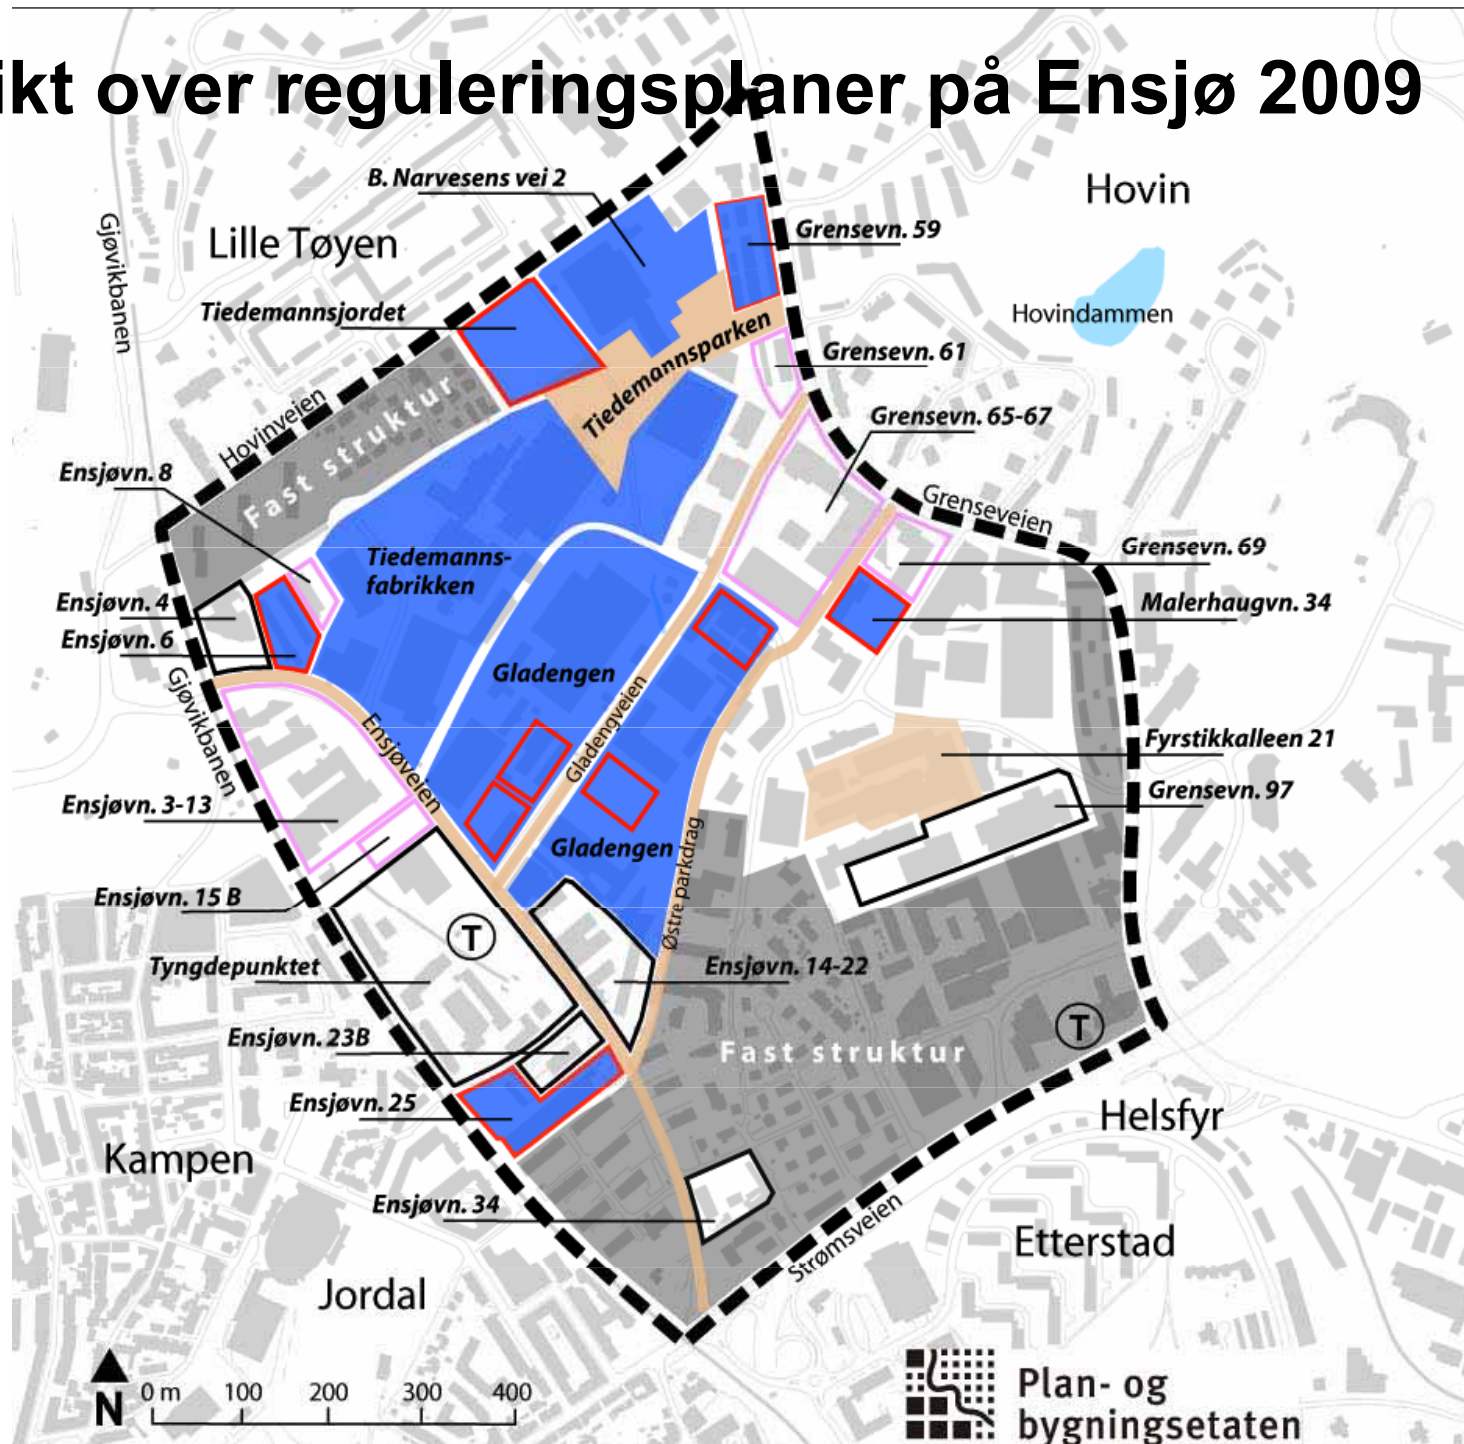 ikt over reguleringsplaner på Ensjø 2009
B. Narvesens vei 2
Hovin
Lille Tøyen
Gjøvikbanen
Grensevn. 59
Tiedemannsjordet
Hovindammen
Tiedemannsparken
Grensevn. 61
Hovinveien
Fast struktur
Grensevn. 65-67
Ensjøvn. 8
Grenseveien
Tiedemanns-
fabrikken
Grensevn. 69
Ensjøvn. 4
Malerhaugvn. 34
Ensjøvn. 6
Gladengen
Gjøvikbanen
Gladengveien
Ensjøveien
Fyrstikkalleen 21
Grensevn. 97
Ensjøvn. 3-13
Gladengen
Østre parkdrag
Ensjøvn. 15 B
T
Tyngdepunktet
Ensjøvn. 14-22
Ensjøvn. 23B
T
Fast struktur
Ensjøvn. 25
Helsfyr
Kampen
Ensjøvn. 34
Strømsveien
Etterstad
Jordal
N
0 m 100 200 300 400
Plan- og
bygningsetaten